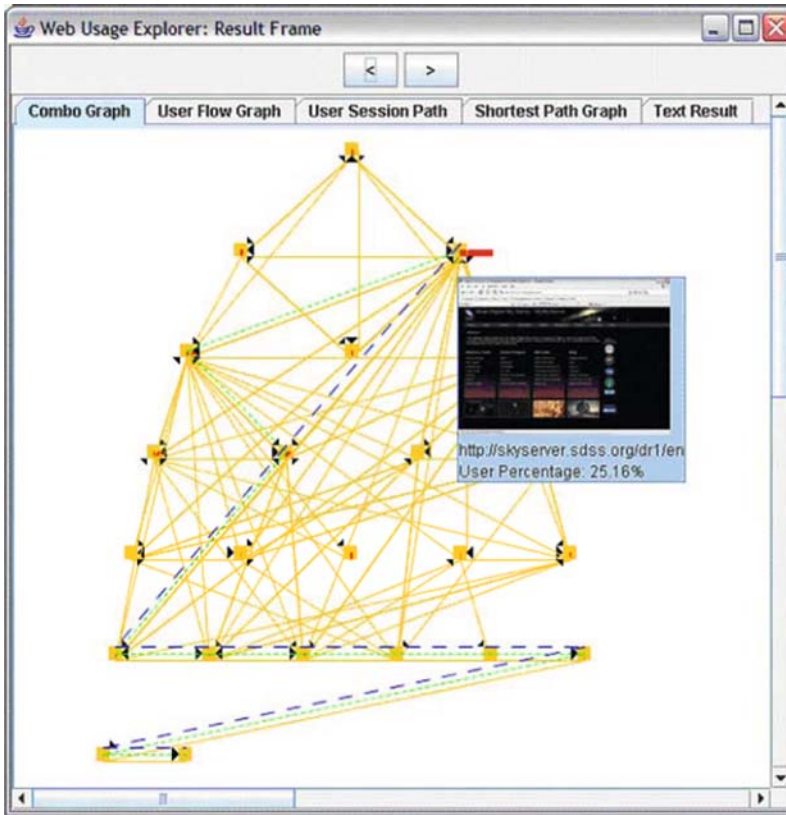 Web Usage Explorer: Result Frame
< >
Combo Graph User Flow Graph User Session Path Shortest Path Graph Text Result
http://skyserver.sdss.org/dr1/en
User Percentage: 25.16%